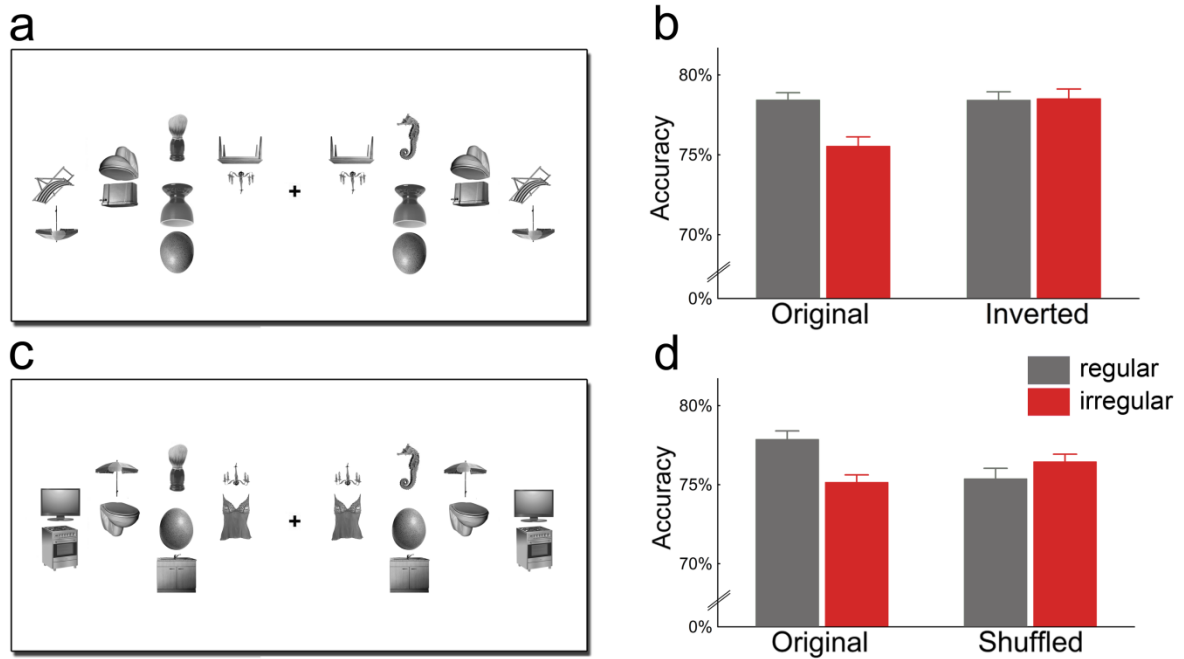 a
+
b
Accuracy
80%
75%
70%
0%
Original Inverted
c
+
d
regular
irregular
Accuracy
80%
75%
70%
0%
Original Shuffled